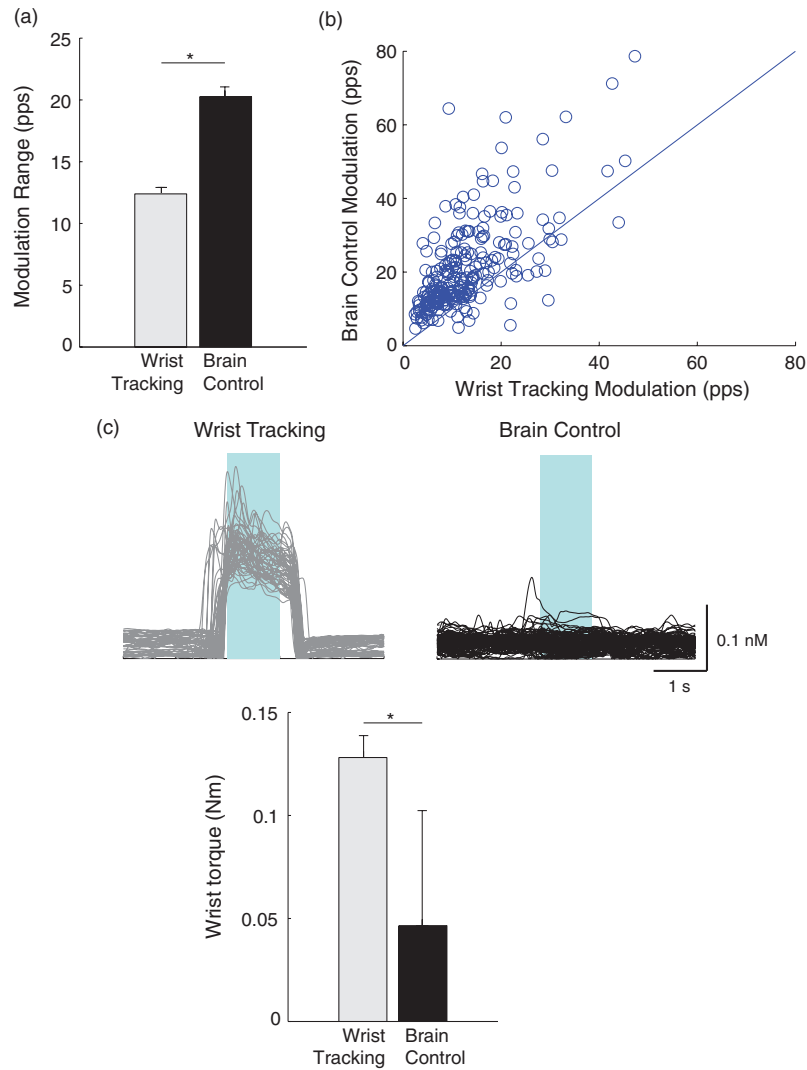 (a)
Modulation Range (pps)
25
20
15
10
5
0
*
Wrist
Tracking
Brain
Control
(b)
Brain Control Modulation (pps)
80
60
40
20
0
0
20
40
60
80
Wrist Tracking Modulation (pps)
(c)
Wrist Tracking
Brain Control
0.1 nM
1 s
Wrist torque (Nm)
0.15
0.1
0.05
0
*
Wrist
Tracking
Brain
Control